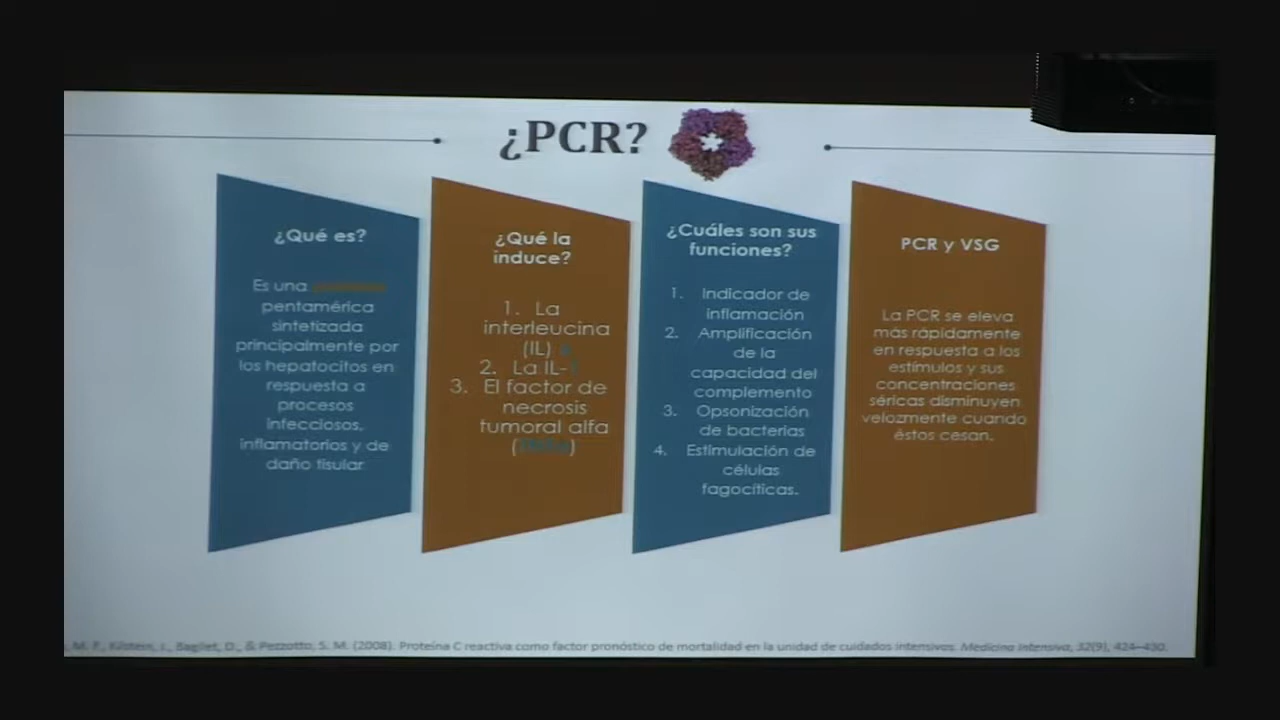 ¿PCR?
¿Qué es?
Es una
pentamérica
sintetizada
principalmente por
los hepatocitos en
respuesta a
procesos
infecciosos,
inflamatorios y de
daño tisular
¿Qué la
induce?
1. La
interleucina
(IL)
2. La IL-
3. El factor de
necrosis
tumoral alfa
¿Cuáles son sus
funciones?
1. Indicador de
inflamación
2. Amplificación
de la
capacidad del
complemento
3. Opsonización
de bacterias
4. Estimulación de
células
fagocíticas.
PCR y VSG
La PCR se eleva
más rápidamente
en respuesta a los
estímulos y sus
concentraciones
séricas disminuyen
velozmente cuando
éstos cesan.
, M. F., D., & Pezzotto, S. M. (2008). Proteína C reactiva como factor pronóstico de mortalidad en la unidad de cuidados intensivos. Medicina Intensiva, 32(9), 424–430.